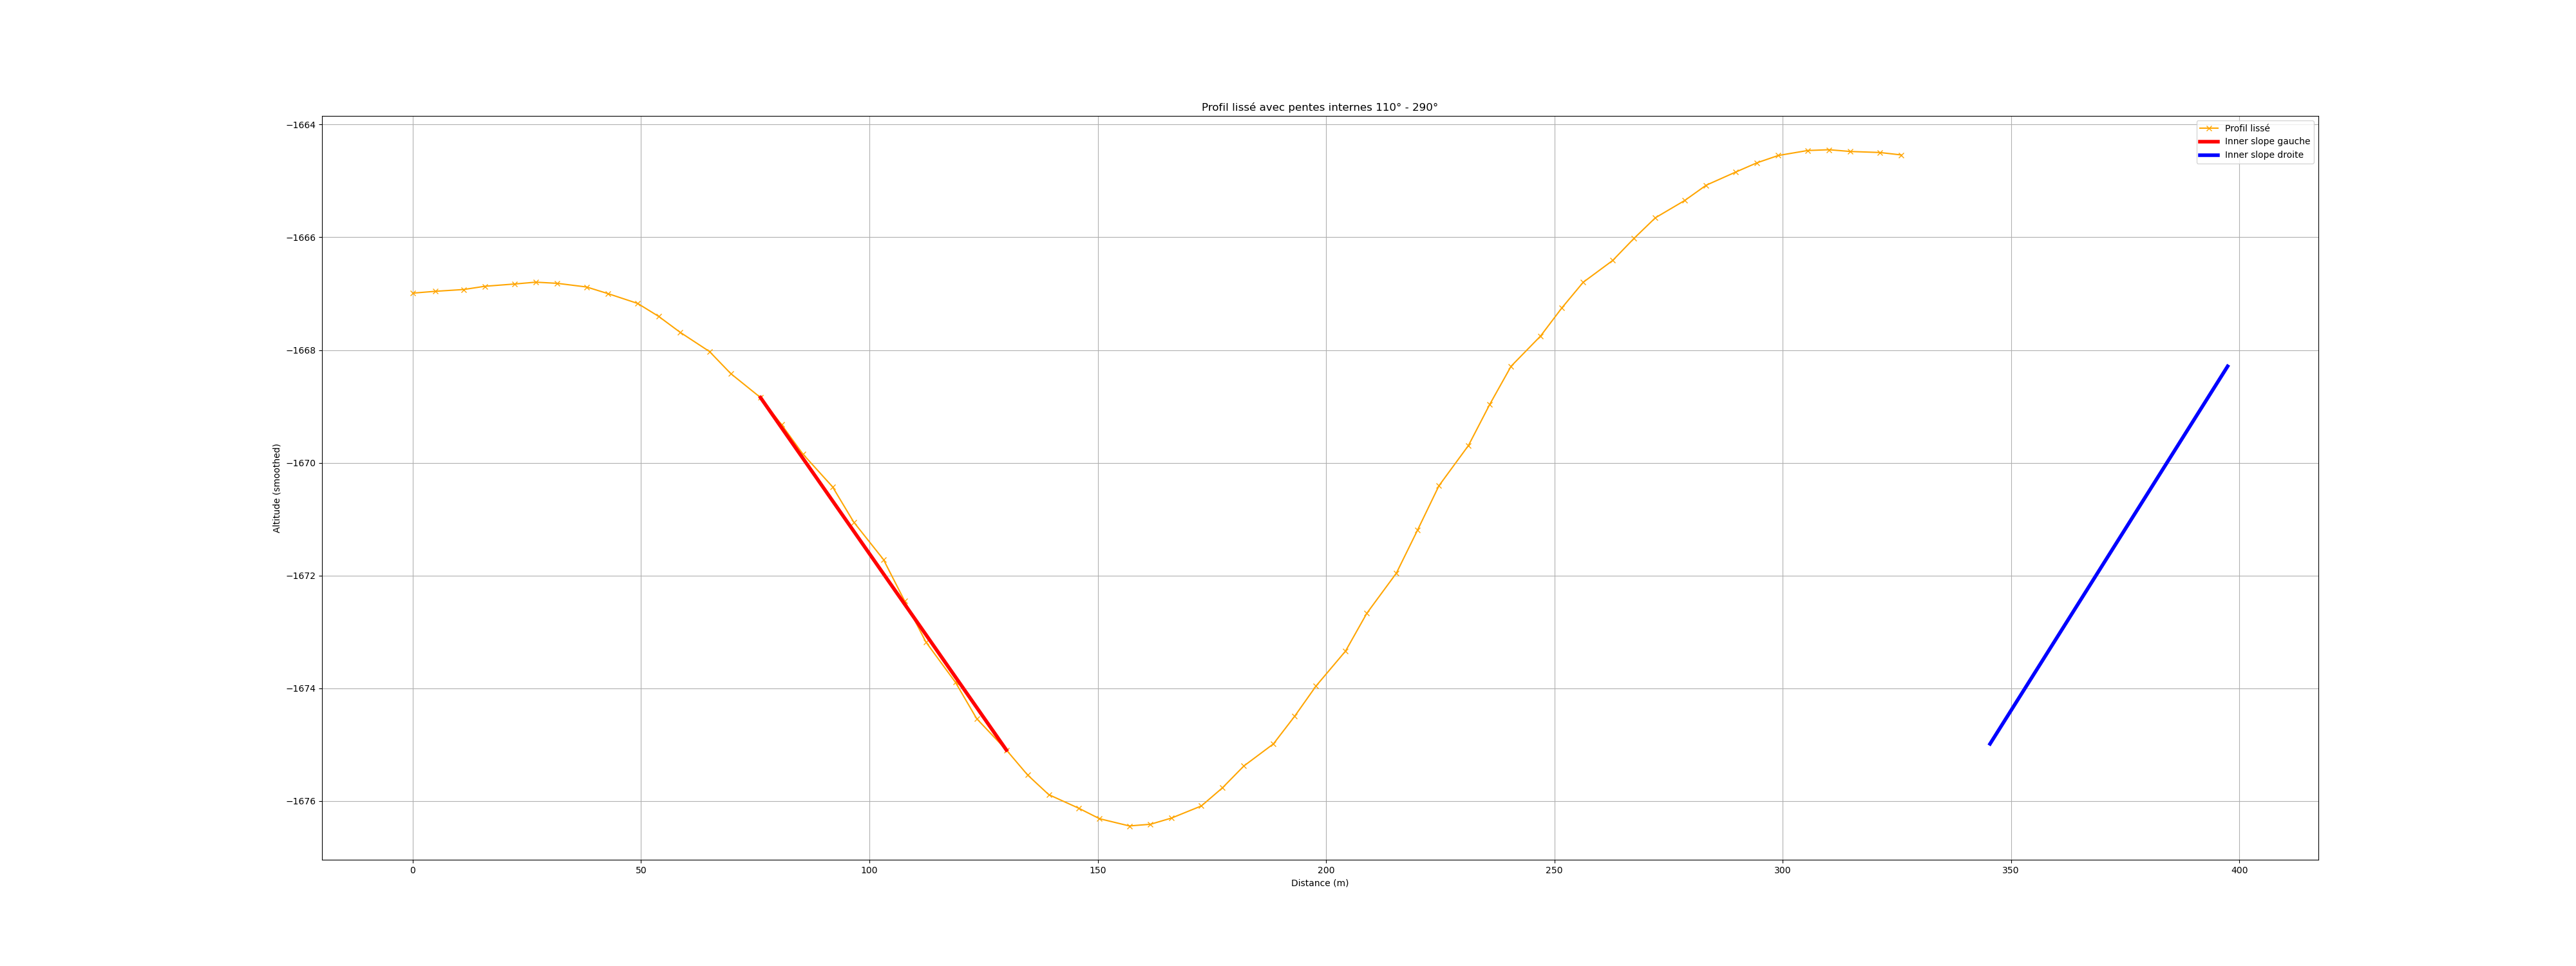 Profil lissé avec pentes internes 110° - 290°
Profil lissé
Inner slope gauche
Inner slope droite
Altitude (smoothed)
−1664
−1666
−1668
−1670
−1672
−1674
−1676
0 50 100 150 200 250 300 350 400
Distance (m)